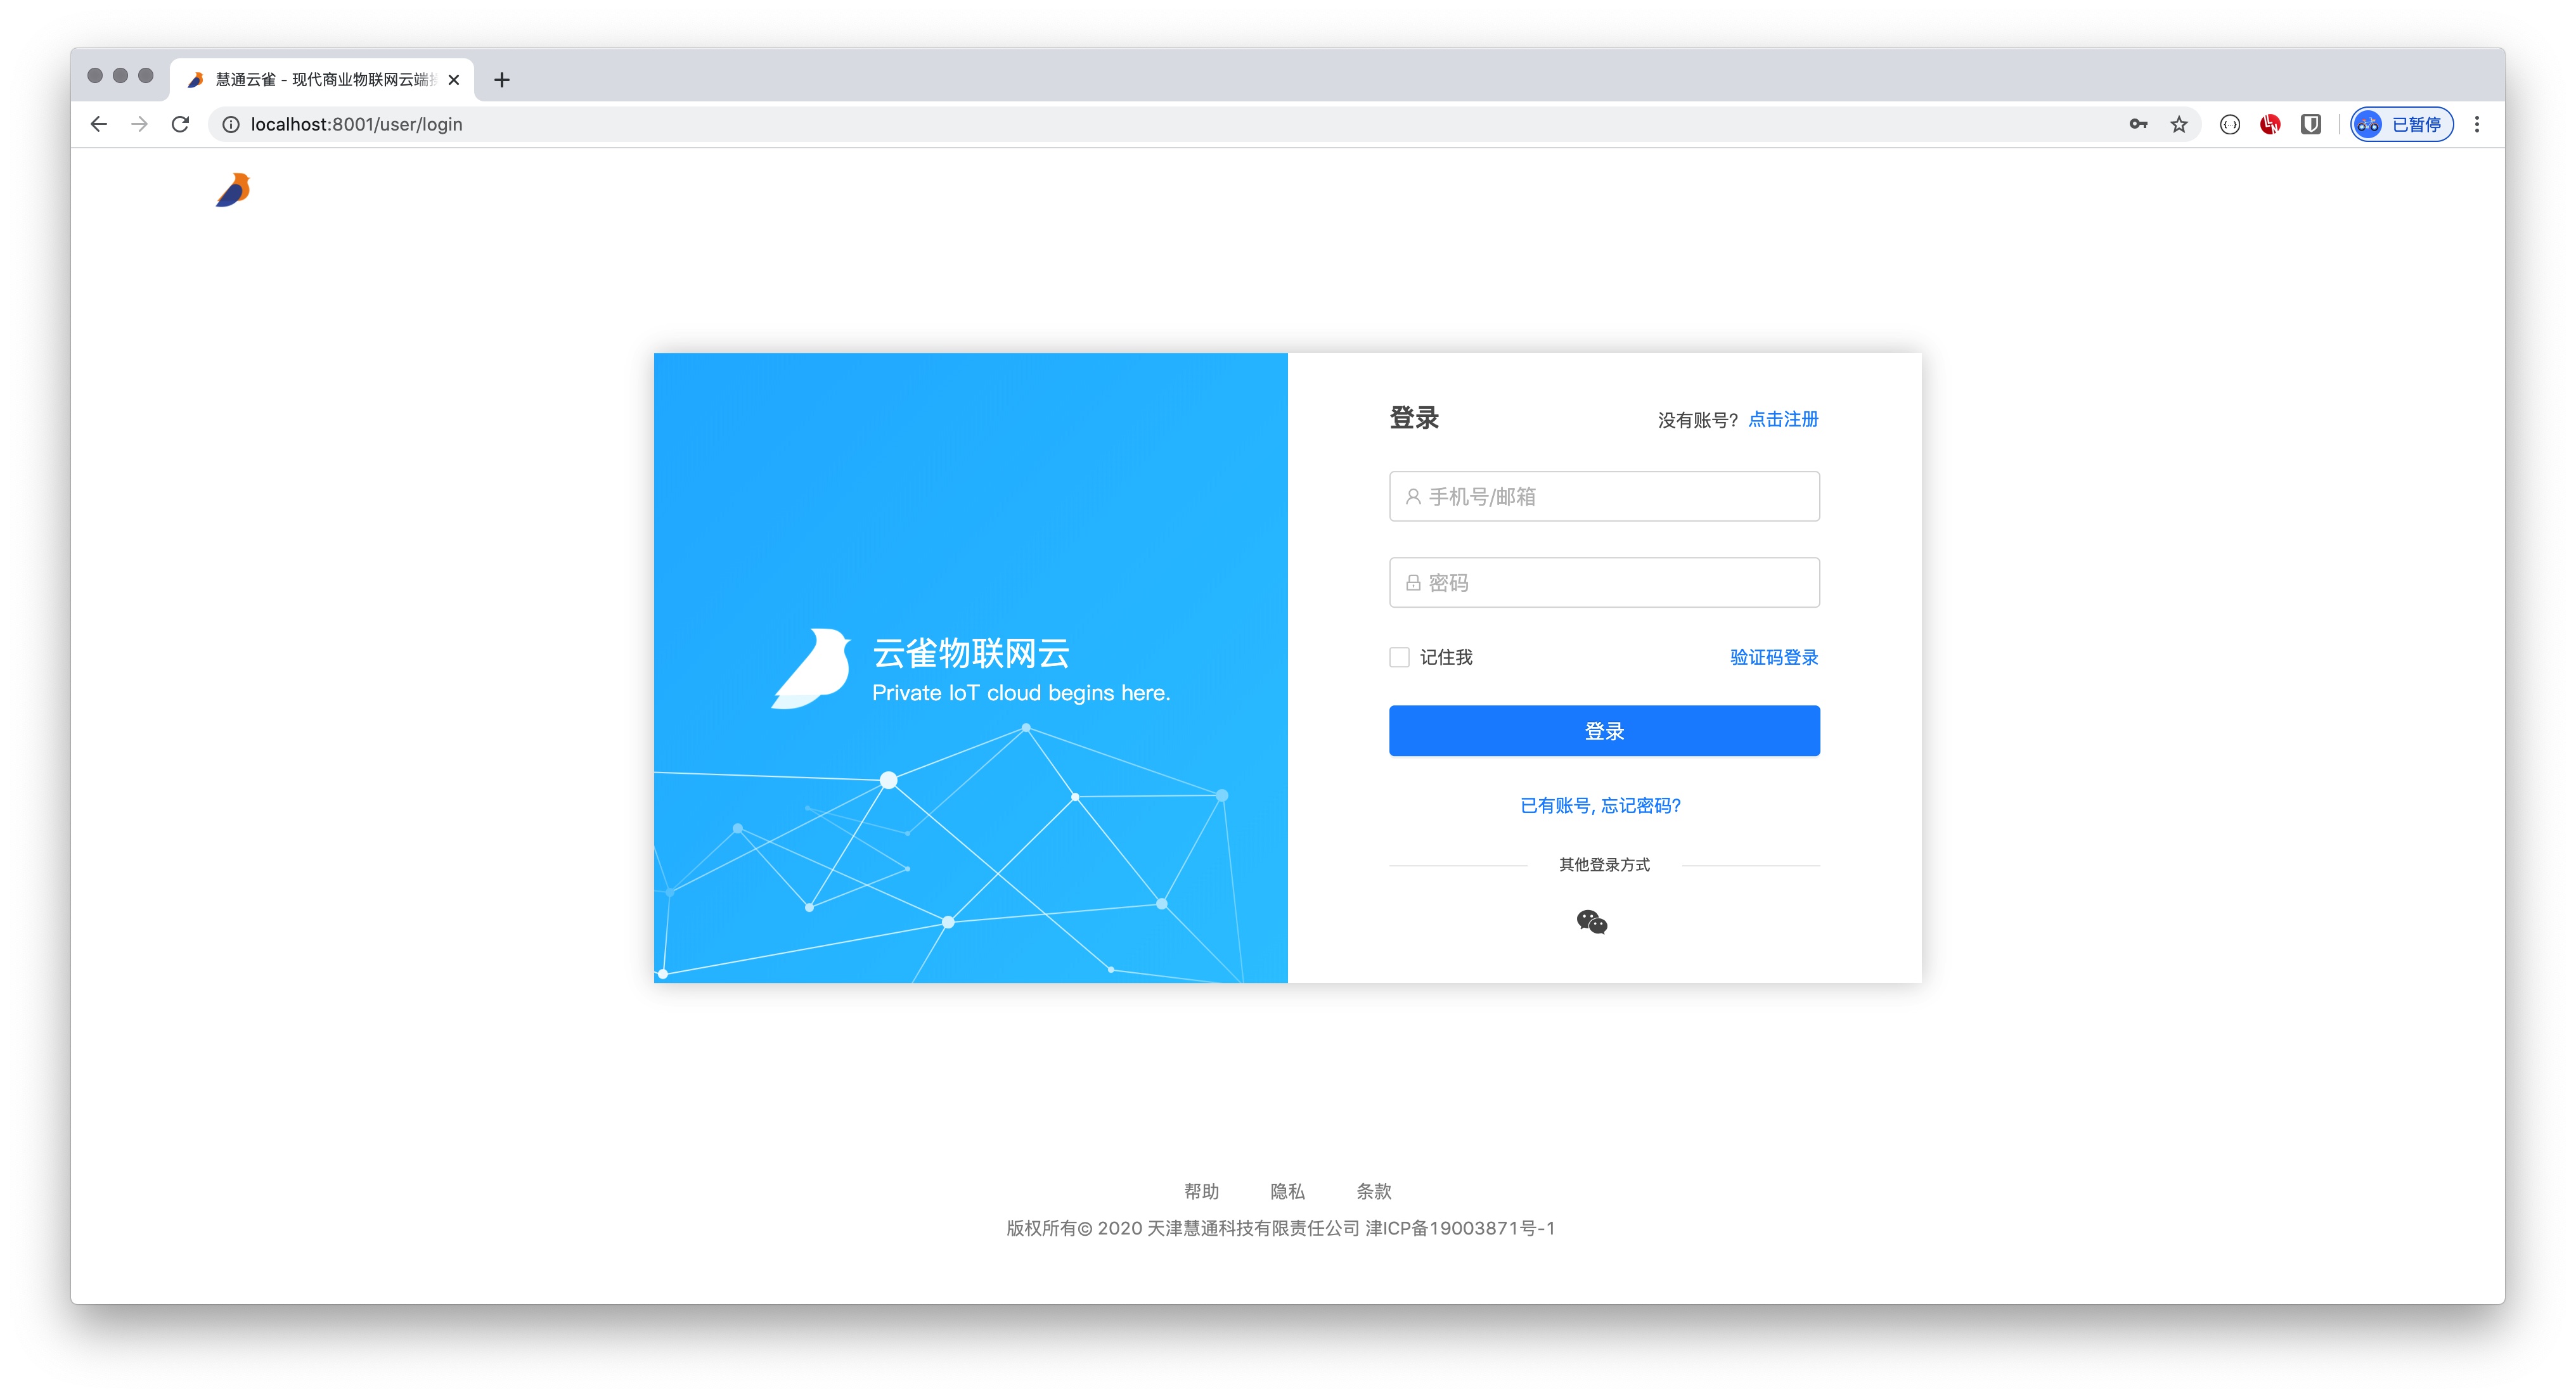 慧通云雀 - 现代商业物联网云端
localhost:8001/user/login
已暂停
登录
没有账号? 点击注册
手机号/邮箱
密码
云雀物联网云
Private IoT cloud begins here.
记住我
验证码登录
登录
已有账号, 忘记密码?
其他登录方式
帮助 隐私 条款
版权所有© 2020 天津慧通科技有限责任公司 津ICP备19003871号-1